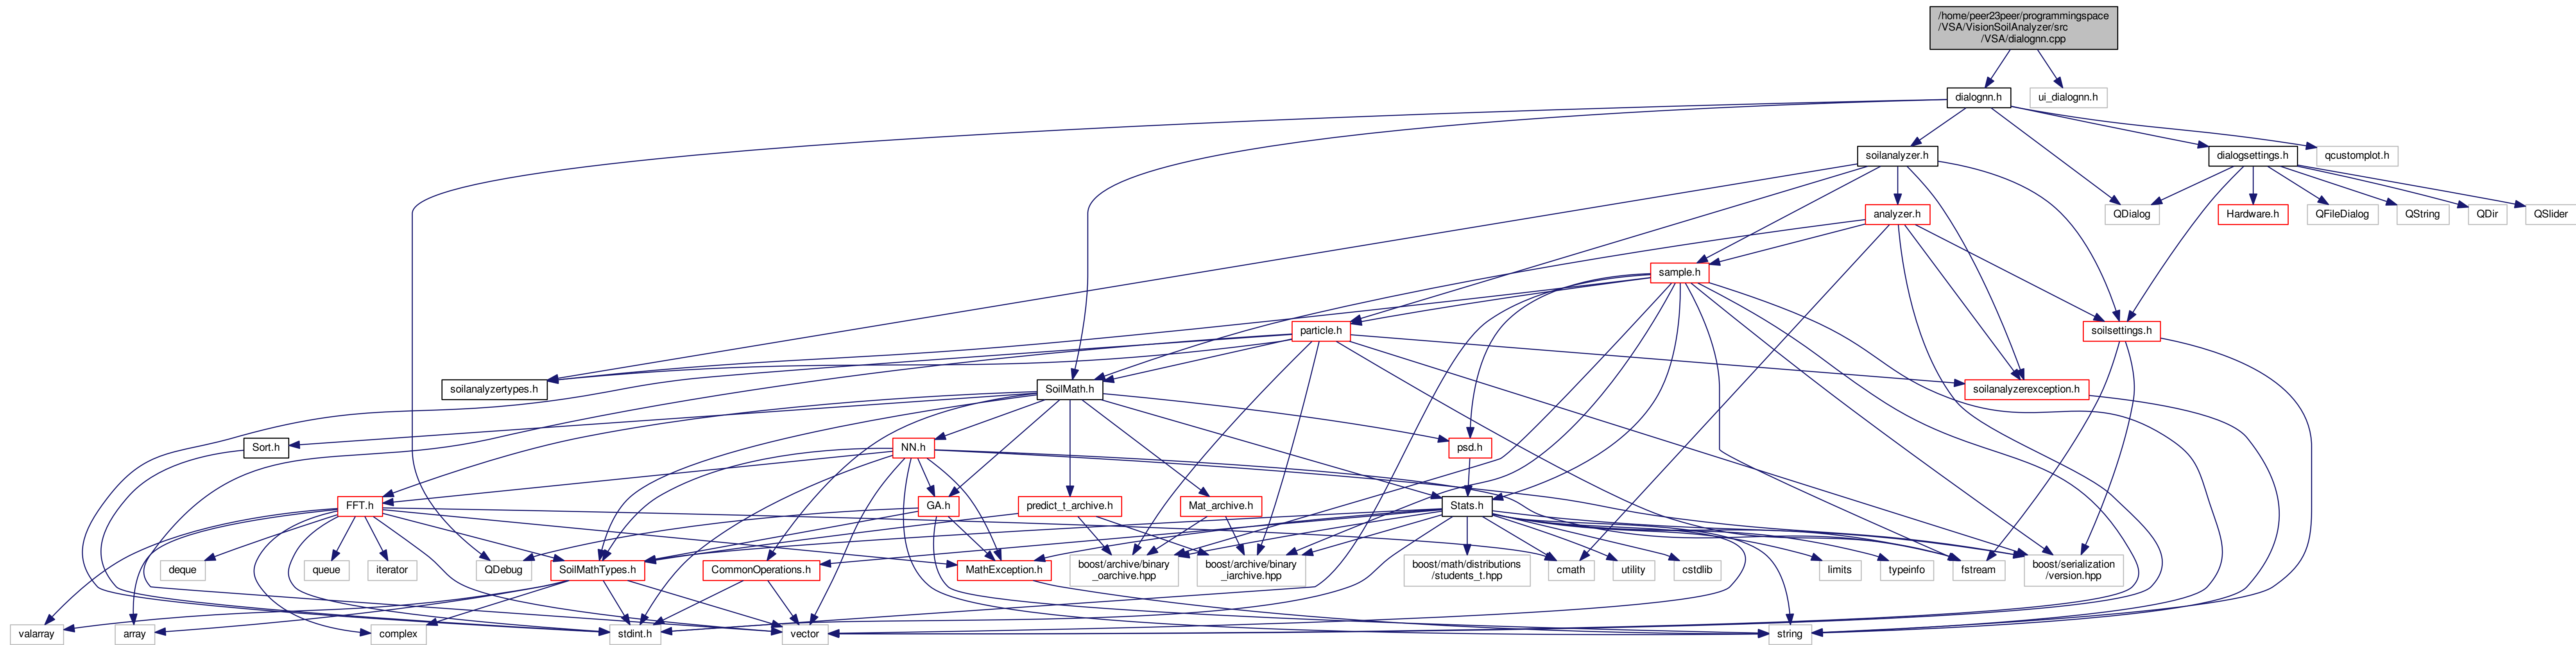 /home/peer23peer/programmingspace
/VSA/VisionSoilAnalyzer/src
/VSA/dialognn.cpp
dialognn.h
ui_dialognn.h
soilanalyzer.h
dialogsettings.h
qcustomplot.h
analyzer.h
QDialog
Hardware.h
QFileDialog
QString
QDir
QSlider
sample.h
particle.h
soilsettings.h
soilanalyzertypes.h
SoilMath.h
soilanalyzerexception.h
Sort.h
NN.h
psd.h
FFT.h
GA.h
predict_t_archive.h
Mat_archive.h
Stats.h
deque
queue
iterator
QDebug
SoilMathTypes.h
CommonOperations.h
MathException.h
boost/archive/binary
_oarchive.hpp
boost/archive/binary
_iarchive.hpp
boost/math/distributions
/students_t.hpp
cmath
utility
cstdlib
limits
typeinfo
fstream
boost/serialization
/version.hpp
valarray
array
complex
stdint.h
vector
string